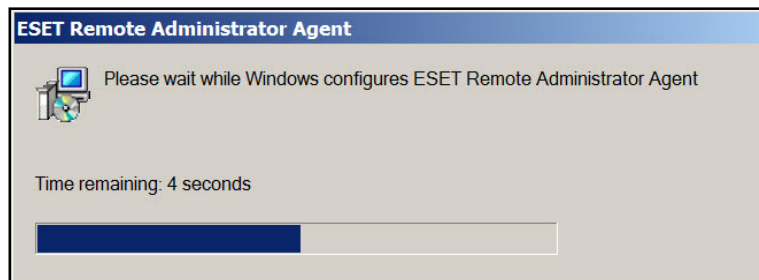 ESET Remote Administrator Agent
Please wait while Windows configures ESET Remote Administrator Agent
Time remaining: 4 seconds